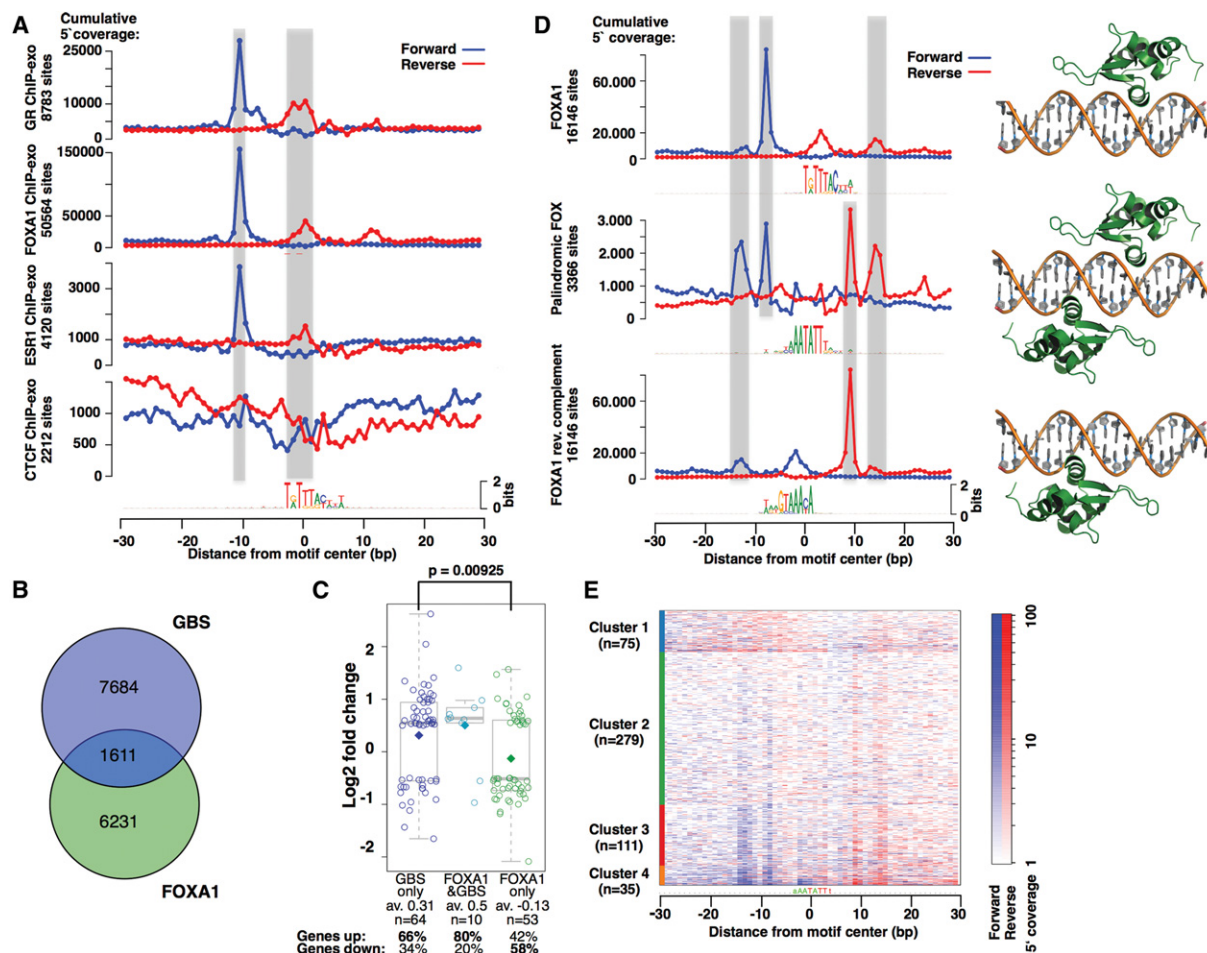 A
Cumulative
5` coverage:
Forward
Reverse
GR ChIP-exo
8783 sites
25000
10000
0
FOXA1 ChIP-exo
50564 sites
150000
50000
0
ESR1 ChIP-exo
4120 sites
3000
1000
0
CTCF ChIP-exo
2212 sites
1000
500
0
2
0
bits
-30 -20 -10 0 10 20 30
Distance from motif center (bp)
D
Cumulative
5` coverage:
Forward
Reverse
FOXA1
16146 sites
60.000
20.000
0
Palindromic FOX
3366 sites
3.000
2.000
1.000
0
AATATT
FOXA1 rev. complement
16146 sites
60.000
20.000
0
2
0
bits
-30 -20 -10 0 10 20 30
Distance from motif center (bp)
B
GBS
7684
1611
6231
FOXA1
C
p = 0.00925
Log2 fold change
2
1
0
-1
-2
GBS only av. 0.31 n=64
FOXA1 &GBS av. 0.5 n=10
FOXA1 only av. -0.13 n=53
Genes up: 66% 80% 42%
Genes down: 34% 20% 58%
E
Cluster 1
(n=75)
Cluster 2
(n=279)
Cluster 3
(n=111)
Cluster 4
(n=35)
aAATATTt
-30 -20 -10 0 10 20 30
Distance from motif center (bp)
100
10
1
Forward
Reverse
5' coverage